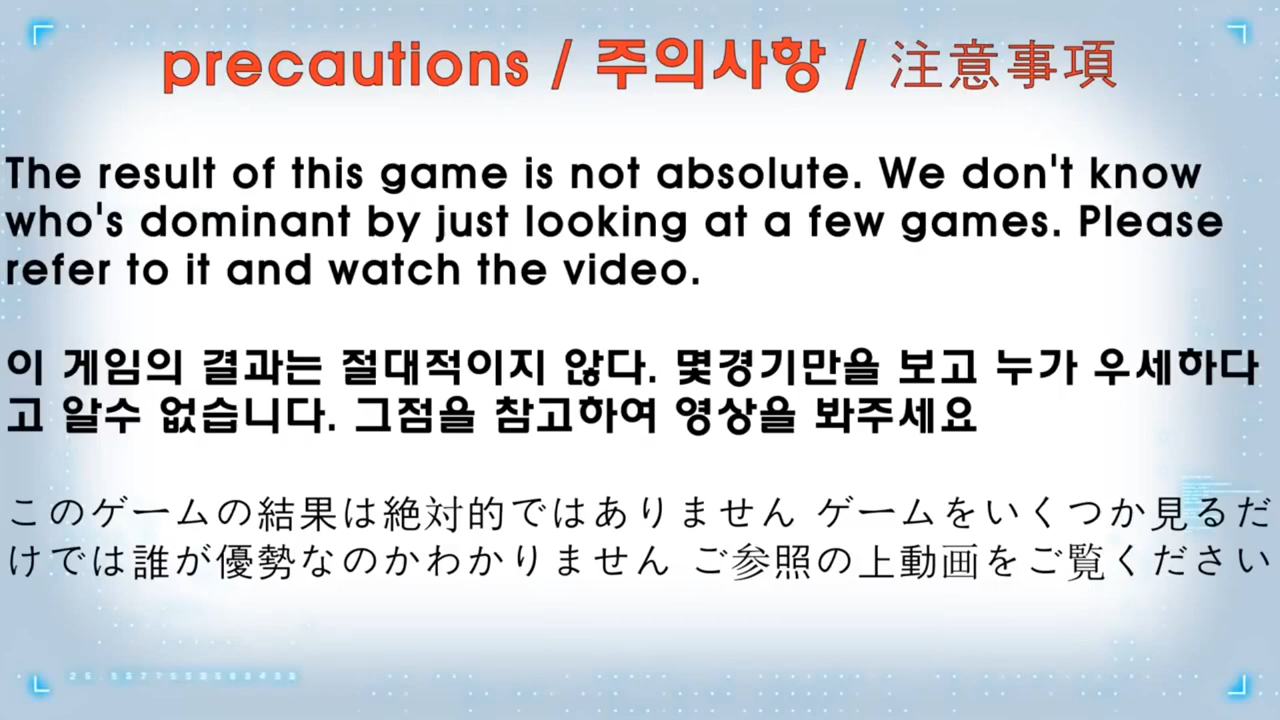 precautions / 주의사항 / 注意事項
The result of this game is not absolute. We don't know
who's dominant by just looking at a few games. Please
refer to it and watch the video.
이 게임의 결과는 절대적이지 않다. 몇경기만을 보고 누가 우세하다
고 알수 없습니다. 그점을 참고하여 영상을 봐주세요
このゲームの結果は絶対的ではありません ゲームをいくつか見るだ
けでは誰が優勢なのかわかりません ご参照の上動画をご覧ください